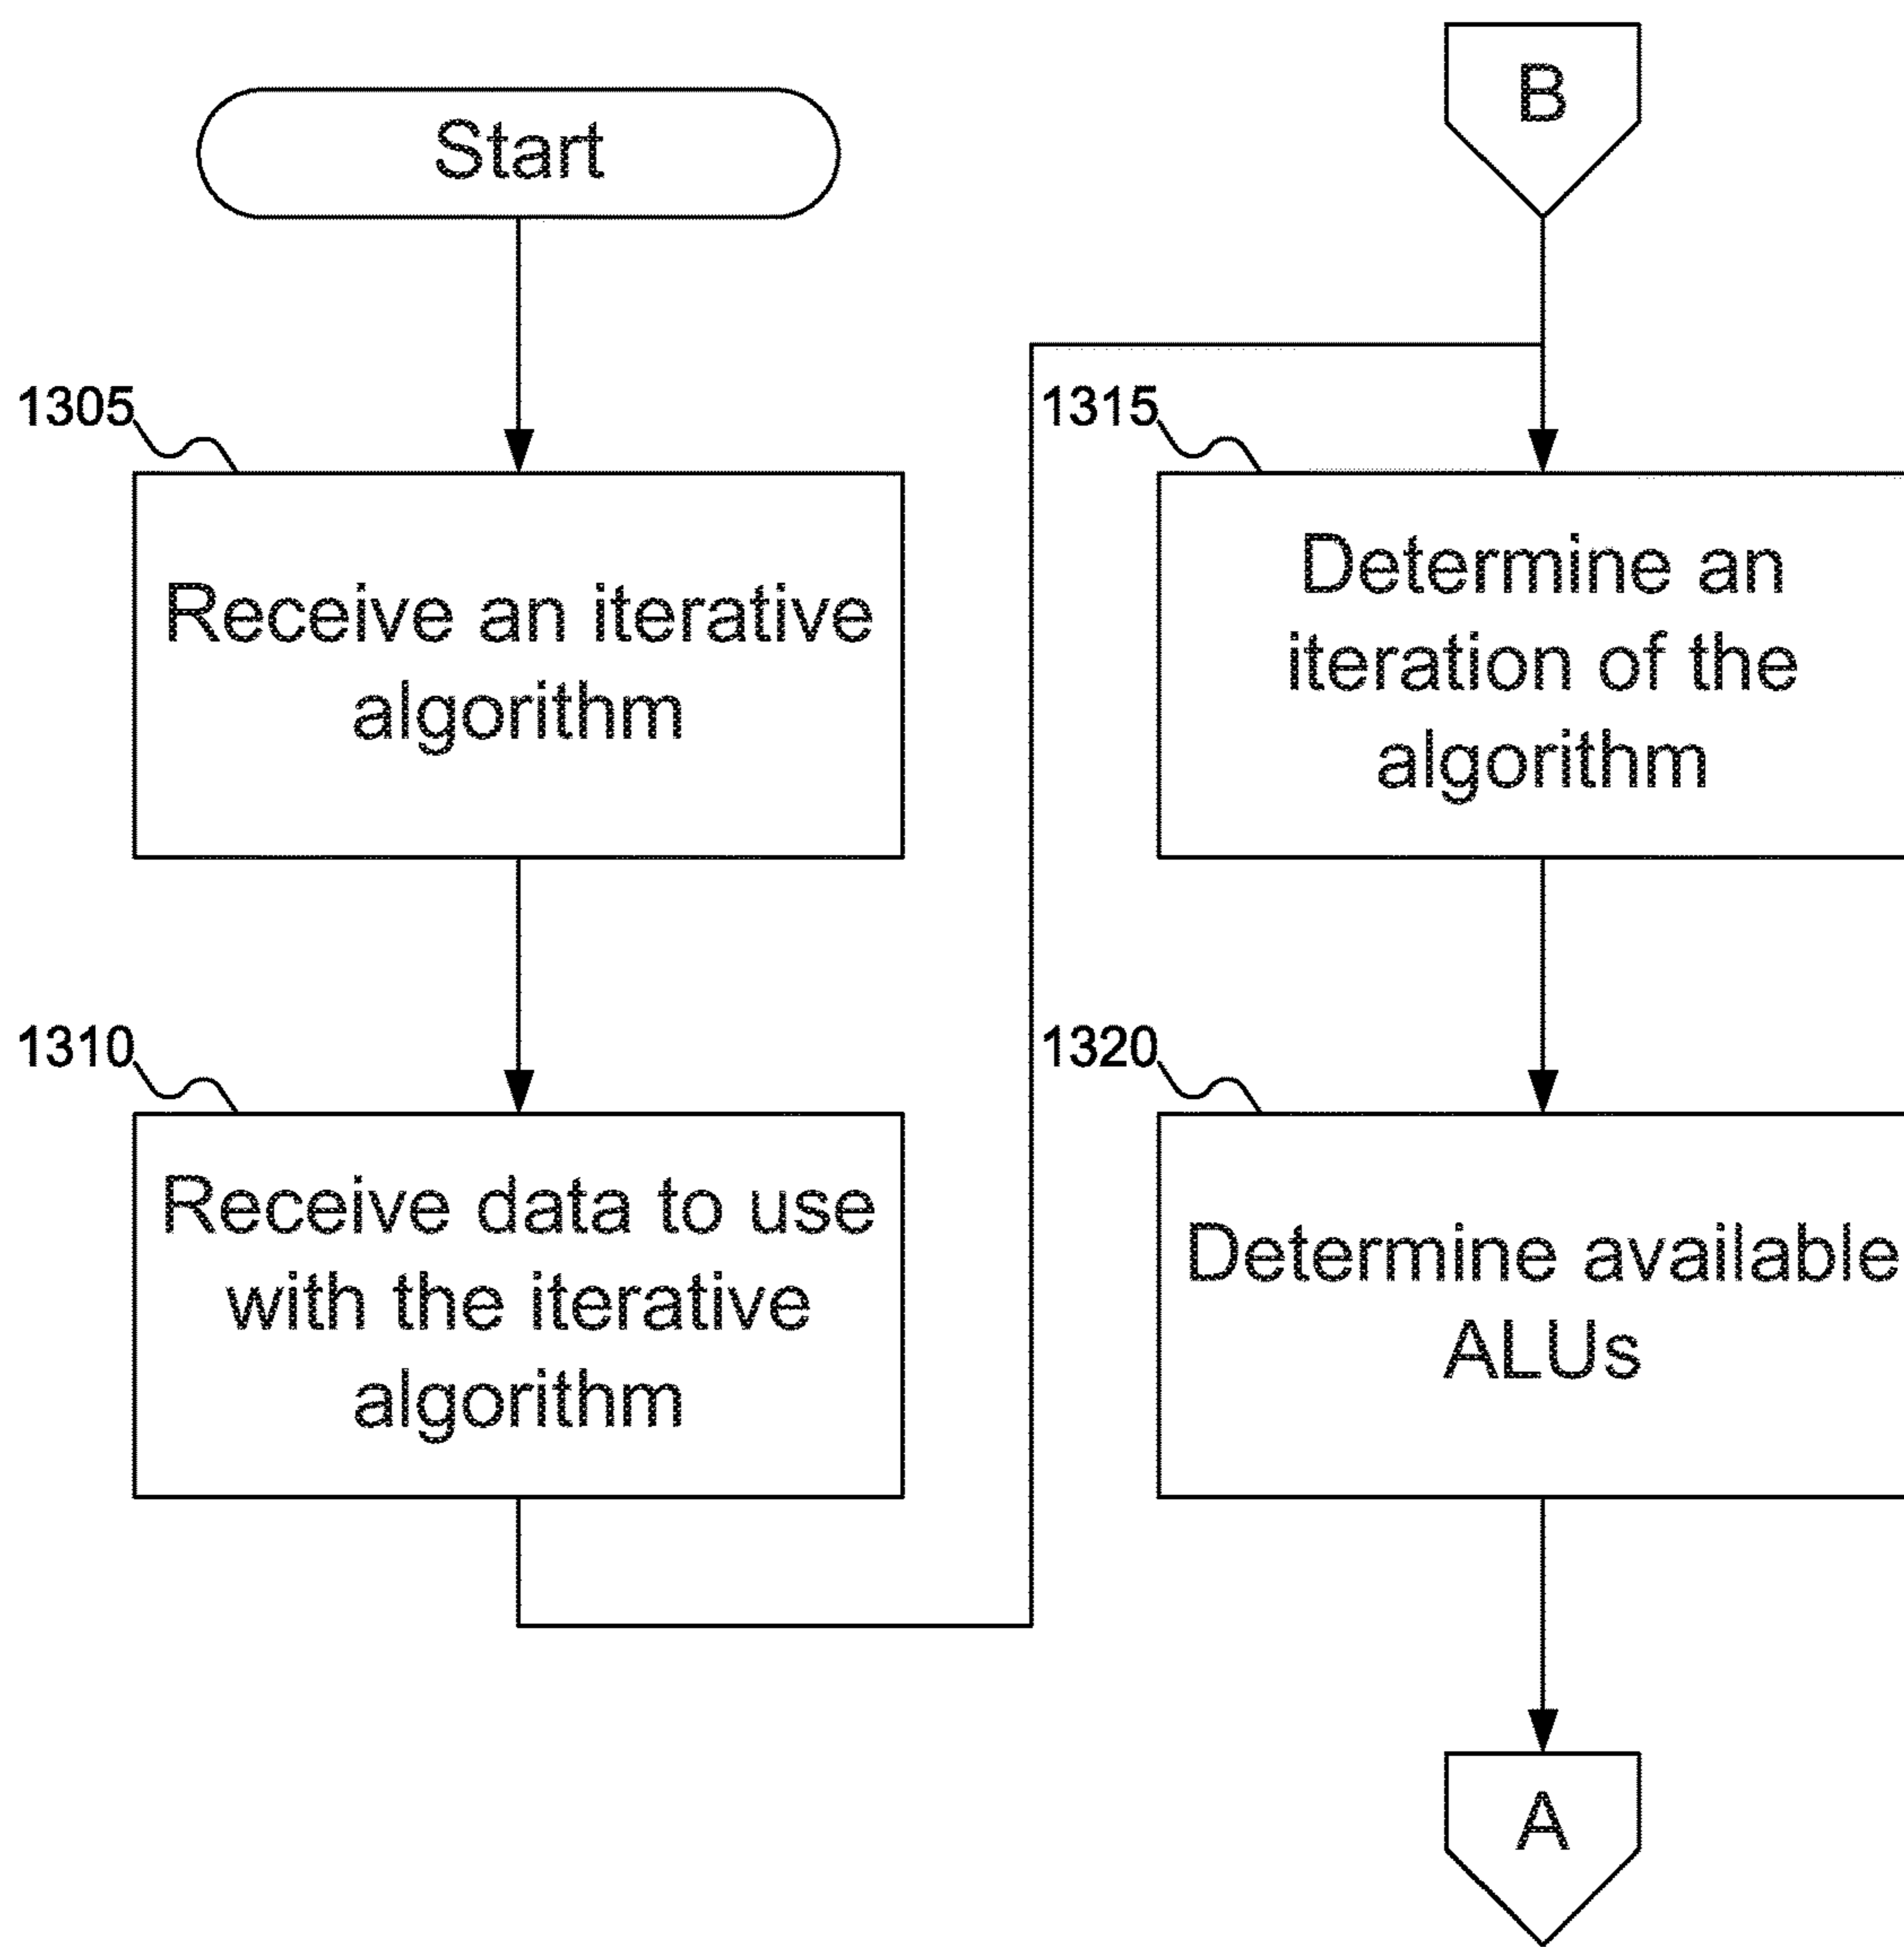 Start
1305
Receive an iterative
algorithm
1310
Receive data to use
with the iterative
algorithm
B
1315
Determine an
iteration of the
algorithm
1320
Determine available
ALUs
A